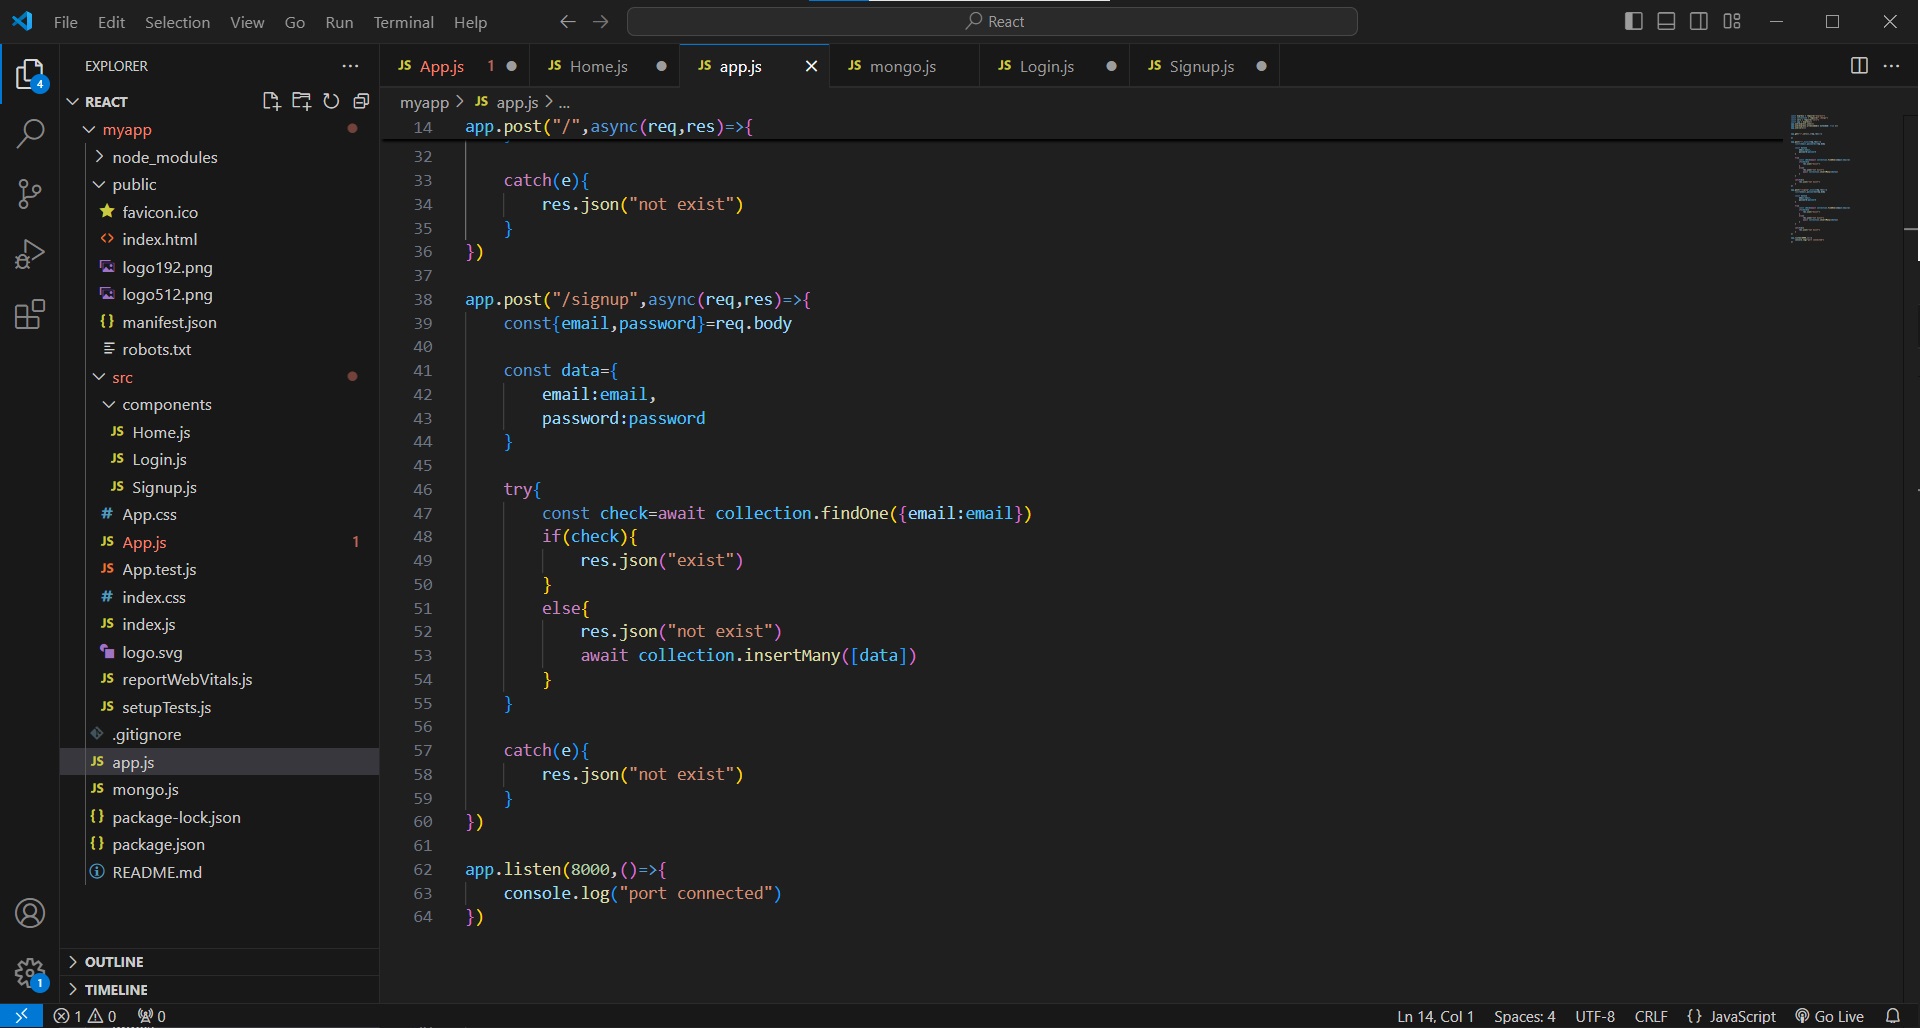 File Edit Selection View Go Run Terminal Help
React
EXPLORER
REACT
myapp
node_modules
public
favicon.ico
index.html
logo192.png
logo512.png
manifest.json
robots.txt
src
components
Home.js
Login.js
Signup.js
App.css
App.js 1
App.test.js
index.css
index.js
logo.svg
reportWebVitals.js
setupTests.js
.gitignore
app.js
mongo.js
package-lock.json
package.json
README.md
OUTLINE
TIMELINE
4
1
JS App.js 1
JS Home.js
JS app.js
JS mongo.js
JS Login.js
JS Signup.js
myapp > JS app.js > ...
14 app.post("/",async(req,res)=>{
32
33 catch(e){
34 res.json("not exist")
35 }
36 })
37
38 app.post("/signup",async(req,res)=>{
39 const{email,password}=req.body
40
41 const data={
42 email:email,
43 password:password
44 }
45
46 try{
47 const check=await collection.findOne({email:email})
48 if(check){
49 res.json("exist")
50 }
51 else{
52 res.json("not exist")
53 await collection.insertMany([data])
54 }
55 }
56
57 catch(e){
58 res.json("not exist")
59 }
60 })
61
62 app.listen(8000,()=>{
63 console.log("port connected")
64 })
1 0 0
Ln 14, Col 1 Spaces: 4 UTF-8 CRLF {} JavaScript Go Live